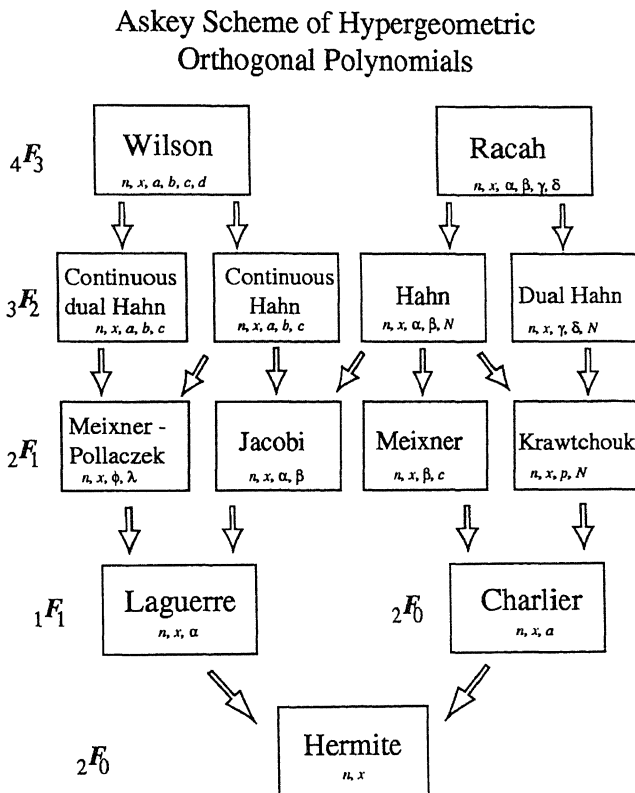 Askey Scheme of Hypergeometric
Orthogonal Polynomials
₄F₃
Wilson
n, x, a, b, c, d
Racah
n, x, α, β, γ, δ
₃F₂
Continuous
dual Hahn
n, x, a, b, c
Continuous
Hahn
n, x, a, b, c
Hahn
n, x, α, β, N
Dual Hahn
n, x, γ, δ, N
₂F₁
Meixner -
Pollaczek
n, x, ϕ, λ
Jacobi
n, x, α, β
Meixner
n, x, β, c
Krawtchouk
n, x, p, N
₁F₁
Laguerre
n, x, α
₂F₀
Charlier
n, x, a
₂F₀
Hermite
n, x